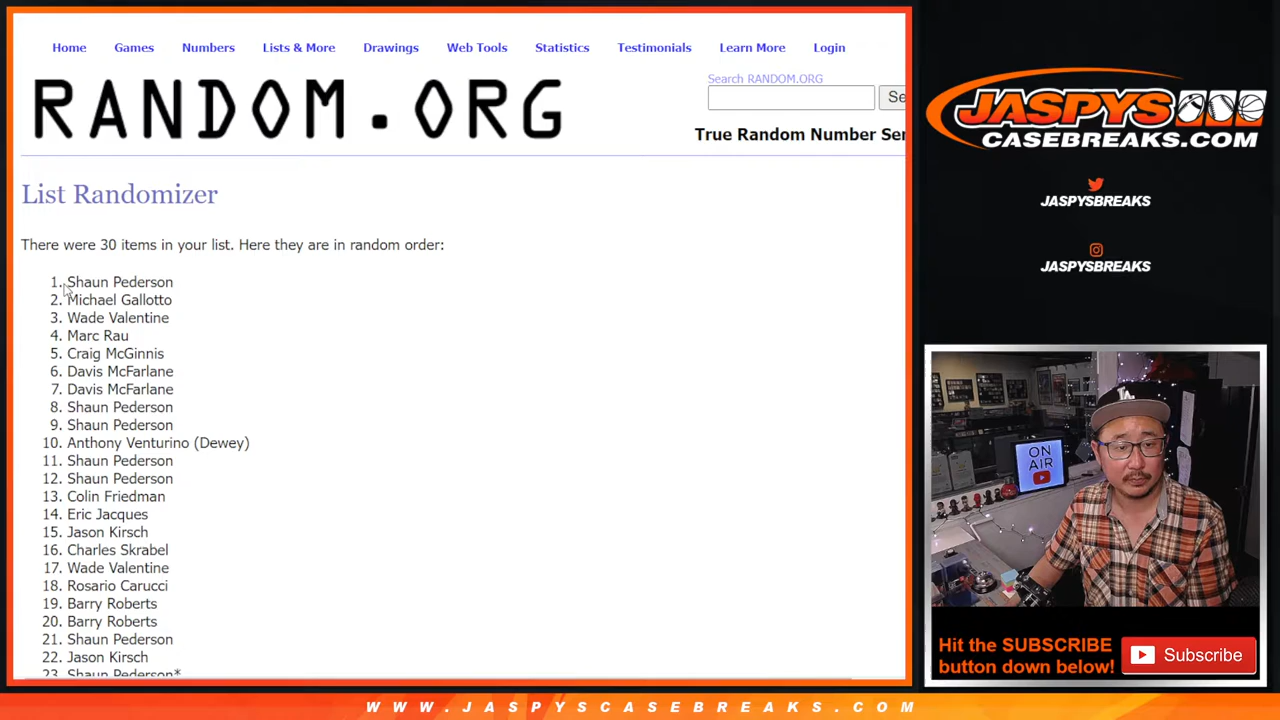 Home Games Numbers Lists & More Drawings Web Tools Statistics Testimonials Learn More Login
Search RANDOM.ORG
RANDOM.ORG
True Random Number Ser
List Randomizer
There were 30 items in your list. Here they are in random order:
1. Shaun Pederson
2. Michael Gallotto
3. Wade Valentine
4. Marc Rau
5. Craig McGinnis
6. Davis McFarlane
7. Davis McFarlane
8. Shaun Pederson
9. Shaun Pederson
10. Anthony Venturino (Dewey)
11. Shaun Pederson
12. Shaun Pederson
13. Colin Friedman
14. Eric Jacques
15. Jason Kirsch
16. Charles Skrabel
17. Wade Valentine
18. Rosario Carucci
19. Barry Roberts
20. Barry Roberts
21. Shaun Pederson
22. Jason Kirsch
23. Shaun Pederson*
JASPYS
CASEBREAKS.COM
JASPYSBREAKS
JASPYSBREAKS
ON
AIR
LA
Hit the SUBSCRIBE
button down below!
Subscribe
WWW.JASPYSCASEBREAKS.COM